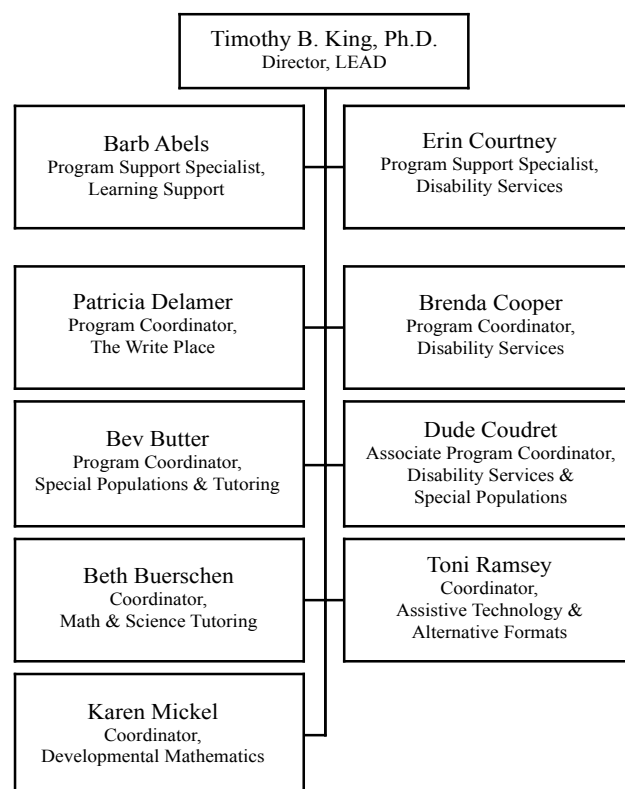 Timothy B. King, Ph.D.
Director, LEAD
Barb Abels
Program Support Specialist,
Learning Support
Erin Courtney
Program Support Specialist,
Disability Services
Patricia Delamer
Program Coordinator,
The Write Place
Brenda Cooper
Program Coordinator,
Disability Services
Bev Butter
Program Coordinator,
Special Populations & Tutoring
Dude Coudret
Associate Program Coordinator,
Disability Services &
Special Populations
Beth Buerschen
Coordinator,
Math & Science Tutoring
Toni Ramsey
Coordinator,
Assistive Technology &
Alternative Formats
Karen Mickel
Coordinator,
Developmental Mathematics